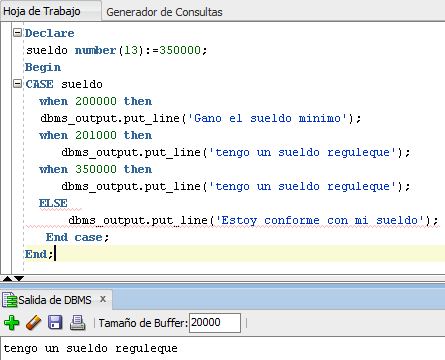 Hoja de Trabajo Generador de Consultas
Declare
sueldo number(13):=350000;
Begin
CASE sueldo
when 200000 then
dbms_output.put_line('Gano el sueldo minimo');
when 201000 then
dbms_output.put_line('tengo un sueldo reguleque');
when 350000 then
dbms_output.put_line('tengo un sueldo reguleque');
ELSE
dbms_output.put_line('Estoy conforme con mi sueldo');
End case;
End;
Salida de DBMS x
Tamaño de Buffer: 20000
tengo un sueldo reguleque